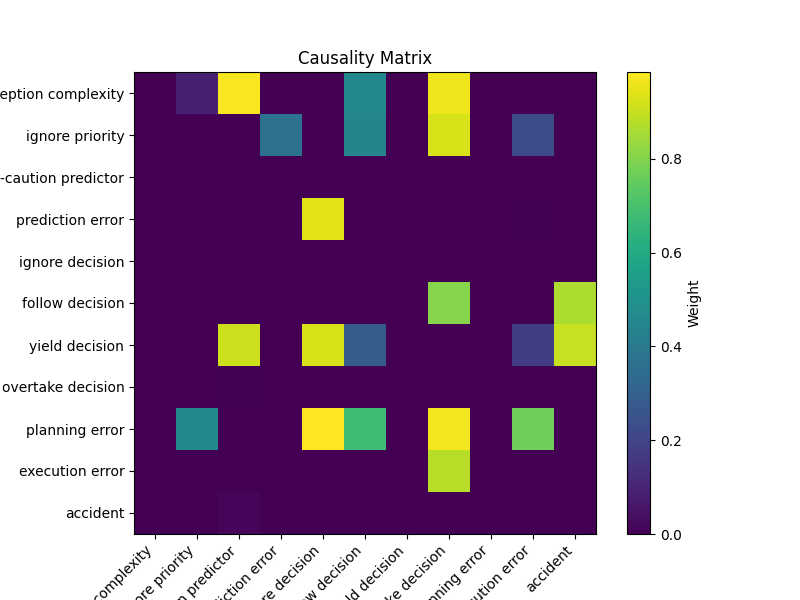 Causality Matrix
eption complexity
ignore priority
-caution predictor
prediction error
ignore decision
follow decision
yield decision
overtake decision
planning error
execution error
accident
complexity
ore priority
n predictor
diction error
re decision
w decision
ld decision
ke decision
nning error
ution error
accident
0.8
0.6
0.4
0.2
0.0
Weight